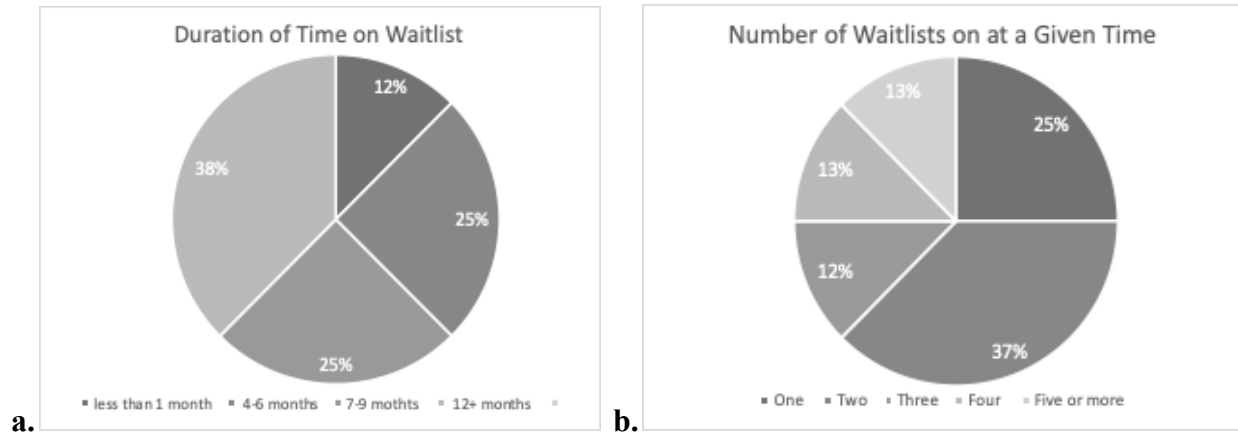 Duration of Time on Waitlist
12%
38%
25%
25%
less than 1 month 4-6 months 7-9 mothts 12+ months
a.
Number of Waitlists on at a Given Time
13%
25%
13%
12%
37%
One Two Three Four Five or more
b.